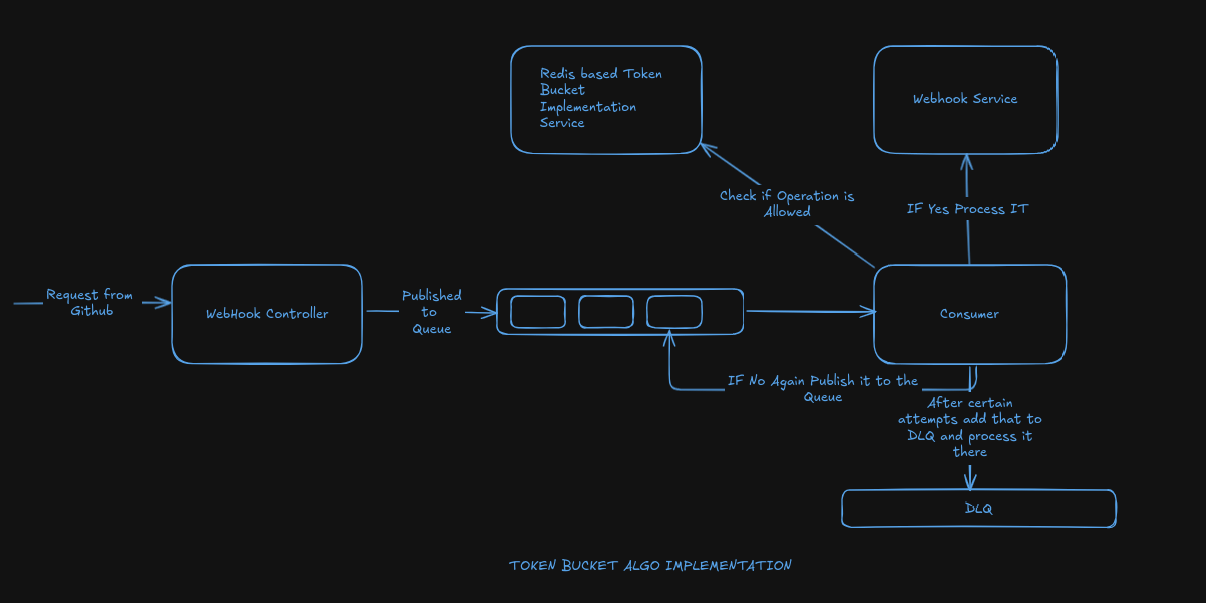 Redis based Token
Bucket
Implementation
Service
Webhook Service
Check if Operation is
Allowed
IF Yes Process IT
Request from
Github
WebHook Controller
Published
to
Queue
Consumer
IF No Again Publish it to the
Queue
After certain
attempts add that to
DLQ and process it
there
DLQ
TOKEN BUCKET ALGO IMPLEMENTATION